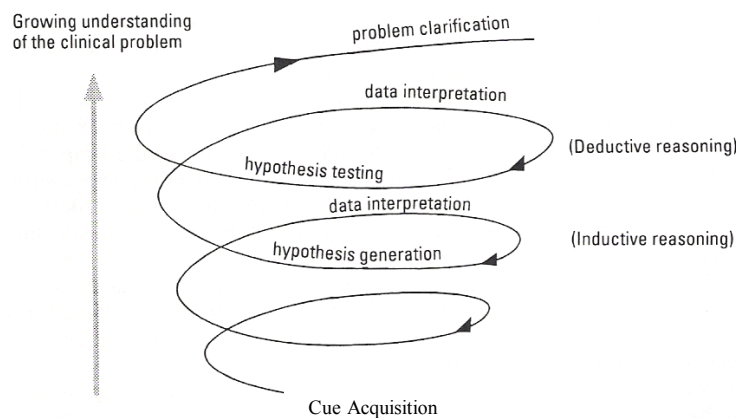 Growing understanding
of the clinical problem
problem clarification
data interpretation
(Deductive reasoning)
hypothesis testing
data interpretation
(Inductive reasoning)
hypothesis generation
Cue Acquisition